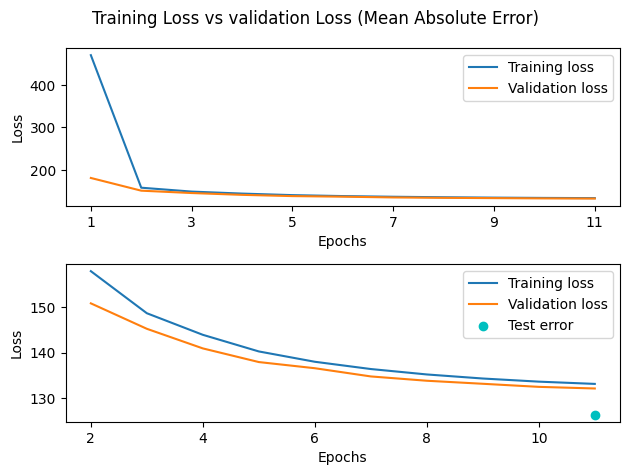 Training Loss vs validation Loss (Mean Absolute Error)
Training loss
Validation loss
Loss
400
300
200
1 3 5 7 9 11
Epochs
Training loss
Validation loss
Test error
Loss
150
140
130
2 4 6 8 10
Epochs